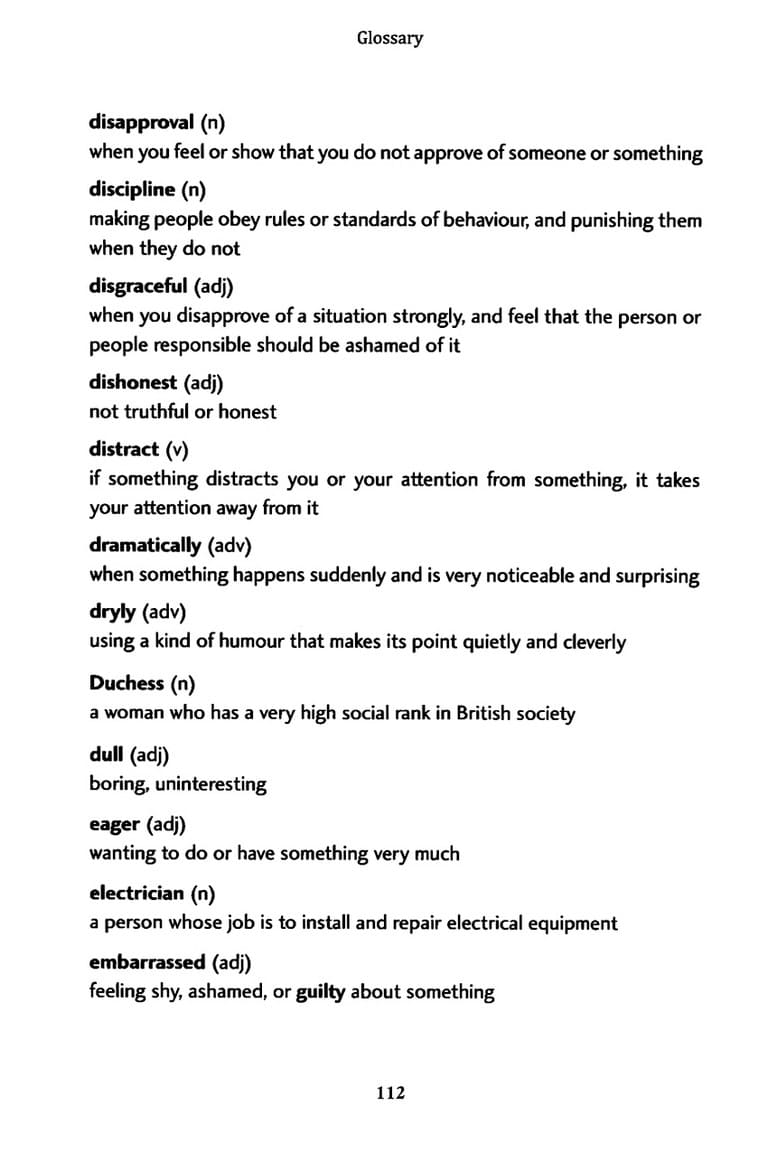 Glossary
disapproval (n)
when you feel or show that you do not approve of someone or something
discipline (n)
making people obey rules or standards of behaviour, and punishing them
when they do not
disgraceful (adj)
when you disapprove of a situation strongly, and feel that the person or
people responsible should be ashamed of it
dishonest (adj)
not truthful or honest
distract (v)
if something distracts you or your attention from something, it takes
your attention away from it
dramatically (adv)
when something happens suddenly and is very noticeable and surprising
dryly (adv)
using a kind of humour that makes its point quietly and cleverly
Duchess (n)
a woman who has a very high social rank in British society
dull (adj)
boring, uninteresting
eager (adj)
wanting to do or have something very much
electrician (n)
a person whose job is to install and repair electrical equipment
embarrassed (adj)
feeling shy, ashamed, or guilty about something
112